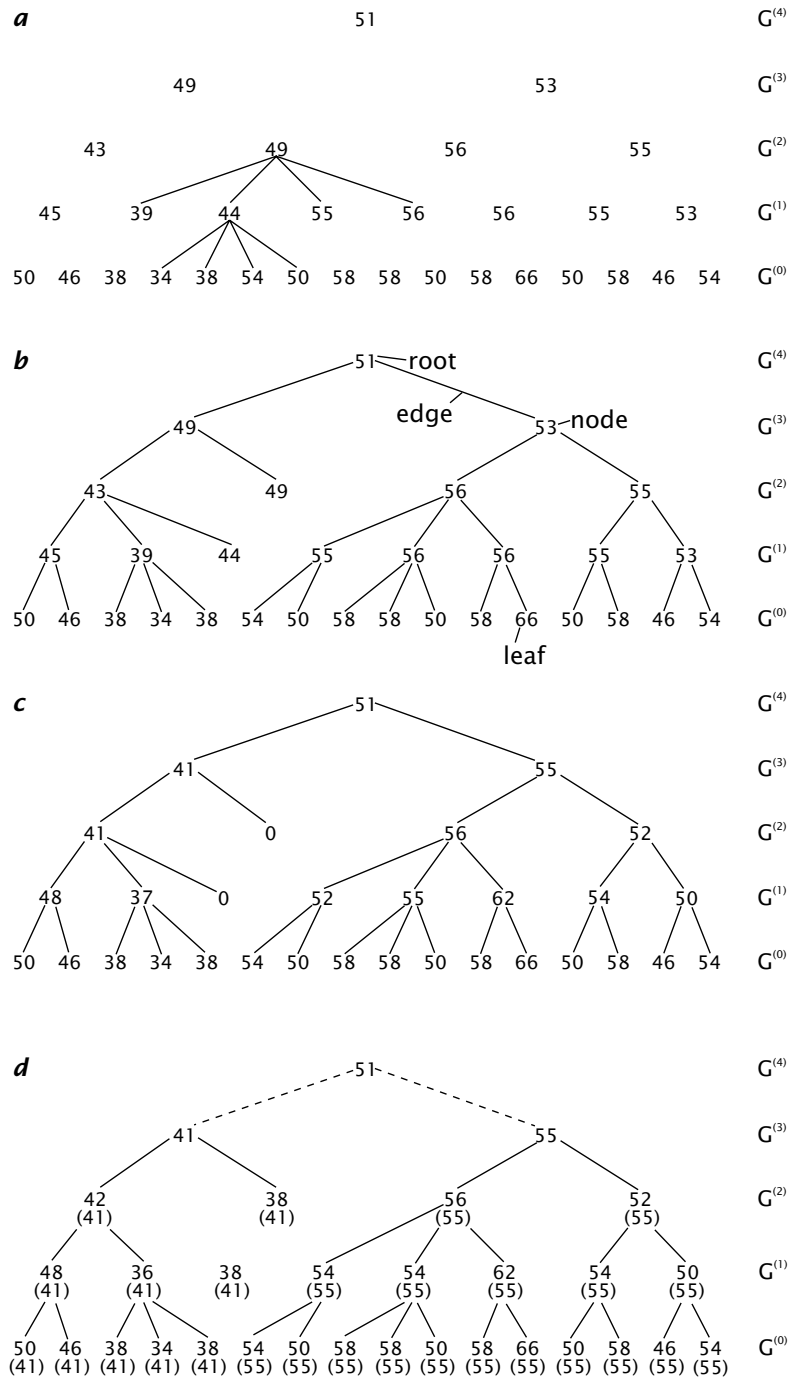 a 51 G(4)
49 53 G(3)
43 49 56 55 G(2)
45 39 44 55 56 56 55 53 G(1)
50 46 38 34 38 54 50 58 58 50 58 66 50 58 46 54 G(0)
b 51 root G(4)
edge
49 53 node G(3)
43 49 56 55 G(2)
45 39 44 55 56 56 55 53 G(1)
50 46 38 34 38 54 50 58 58 50 58 66 50 58 46 54 G(0)
leaf
c 51 G(4)
41 55 G(3)
41 0 56 52 G(2)
48 37 0 52 55 62 54 50 G(1)
50 46 38 34 38 54 50 58 58 50 58 66 50 58 46 54 G(0)
d 51 G(4)
41 55 G(3)
42 38 56 52 G(2)
(41) (41) (55) (55)
48 36 38 54 54 62 54 50 G(1)
(41) (41) (41) (55) (55) (55) (55) (55)
50 46 38 34 38 54 50 58 58 50 58 66 50 58 46 54 G(0)
(41) (41) (41) (41) (41) (55) (55) (55) (55) (55) (55) (55) (55) (55) (55) (55)